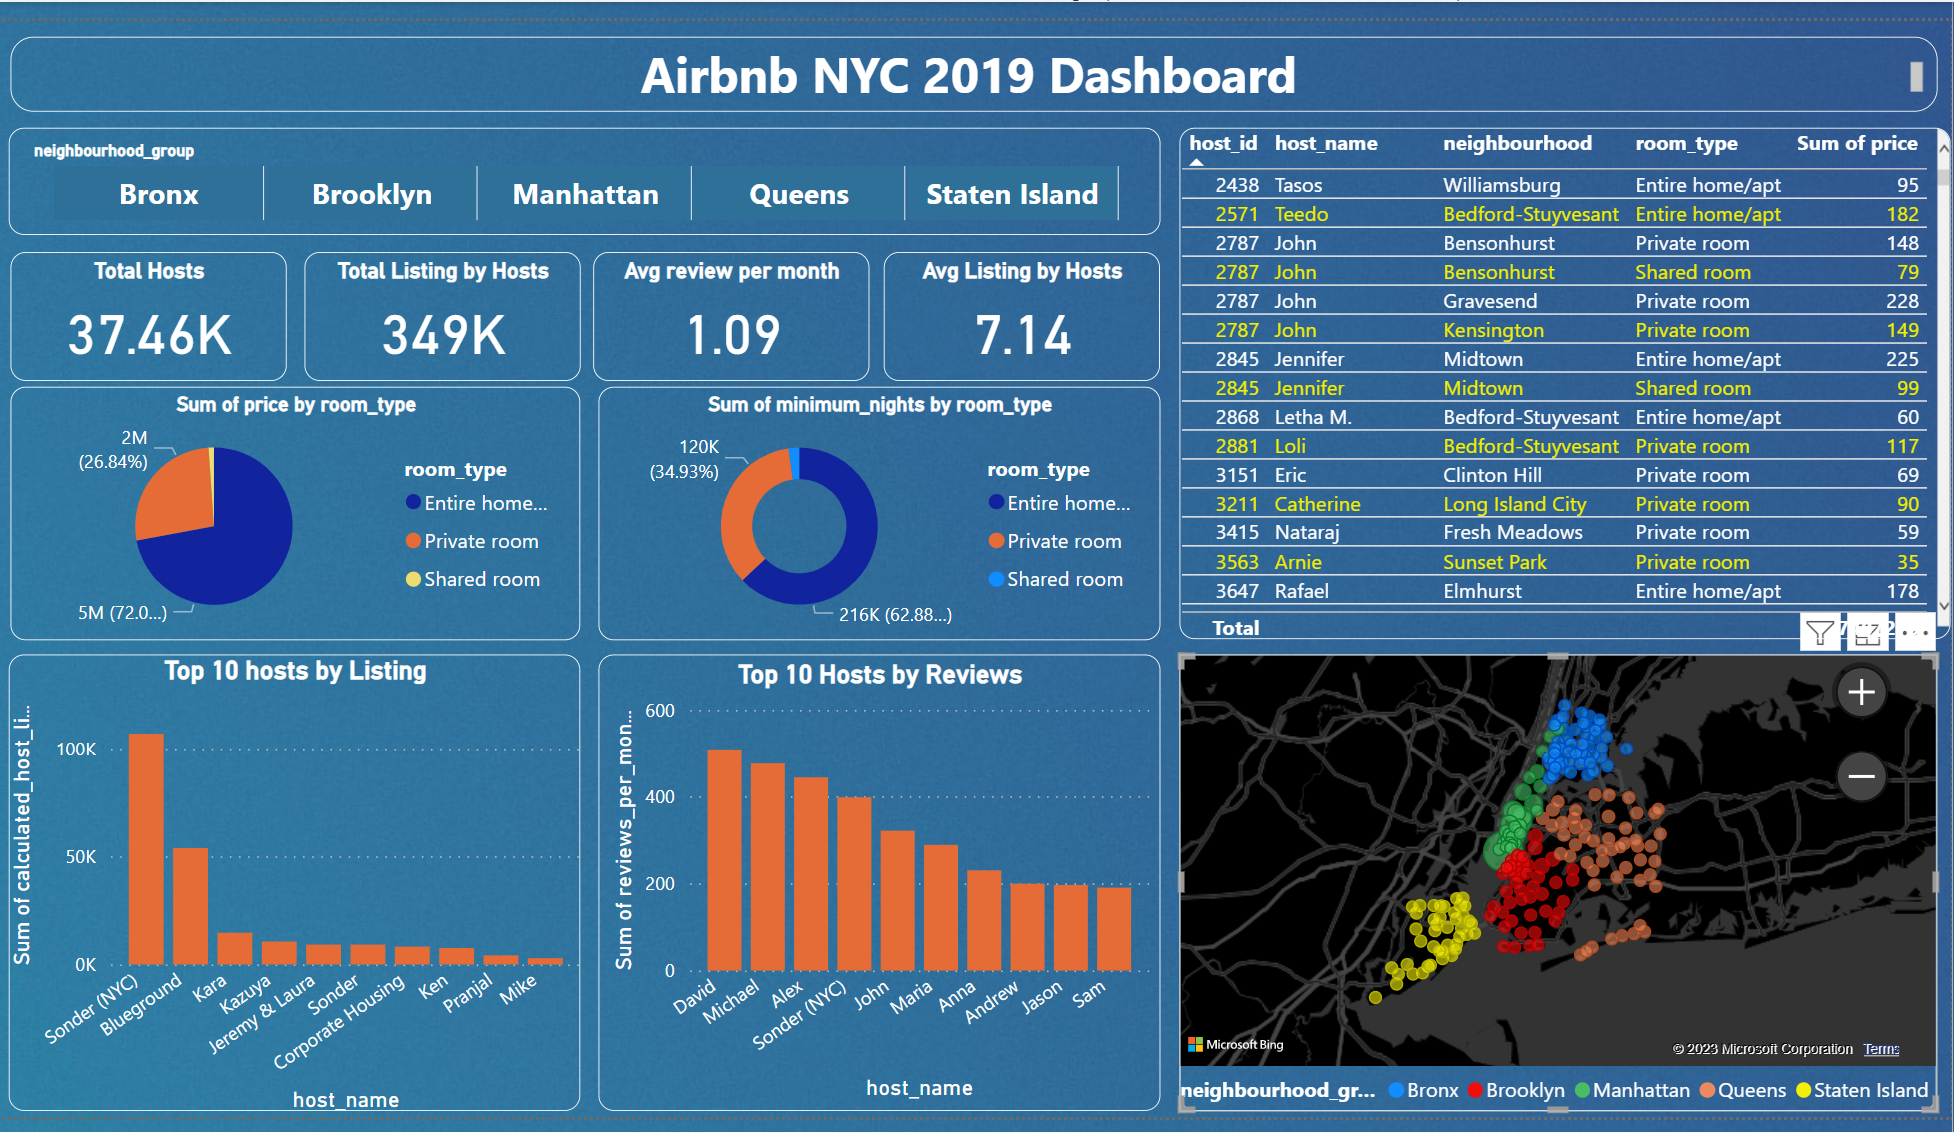 Airbnb NYC 2019 Dashboard
neighbourhood_group
Bronx Brooklyn Manhattan Queens Staten Island
Total Hosts
37.46K
Total Listing by Hosts
349K
Avg review per month
1.09
Avg Listing by Hosts
7.14
Sum of price by room_type
2M
(26.84%)
5M (72.0...)
room_type
Entire home...
Private room
Shared room
Sum of minimum_nights by room_type
120K
(34.93%)
216K (62.88...)
room_type
Entire home...
Private room
Shared room
host_id host_name neighbourhood room_type Sum of price
2438 Tasos Williamsburg Entire home/apt 95
2571 Teedo Bedford-Stuyvesant Entire home/apt 182
2787 John Bensonhurst Private room 148
2787 John Bensonhurst Shared room 79
2787 John Gravesend Private room 228
2787 John Kensington Private room 149
2845 Jennifer Midtown Entire home/apt 225
2845 Jennifer Midtown Shared room 99
2868 Letha M. Bedford-Stuyvesant Entire home/apt 60
2881 Loli Bedford-Stuyvesant Private room 117
3151 Eric Clinton Hill Private room 69
3211 Catherine Long Island City Private room 90
3415 Nataraj Fresh Meadows Private room 59
3563 Arnie Sunset Park Private room 35
3647 Rafael Elmhurst Entire home/apt 178
Total
Top 10 hosts by Listing
Sum of calculated_host_li...
100K
50K
0K
Sonder (NYC)
Blueground
Kara
Kazuya
Jeremy & Laura
Sonder
Corporate Housing
Ken
Pranjal
Mike
host_name
Top 10 Hosts by Reviews
Sum of reviews_per_mon...
600
400
200
0
David
Michael
Alex
Sonder (NYC)
John
Maria
Anna
Andrew
Jason
Sam
host_name
Microsoft Bing
© 2023 Microsoft Corporation Terms
neighbourhood_gr... Bronx Brooklyn Manhattan Queens Staten Island